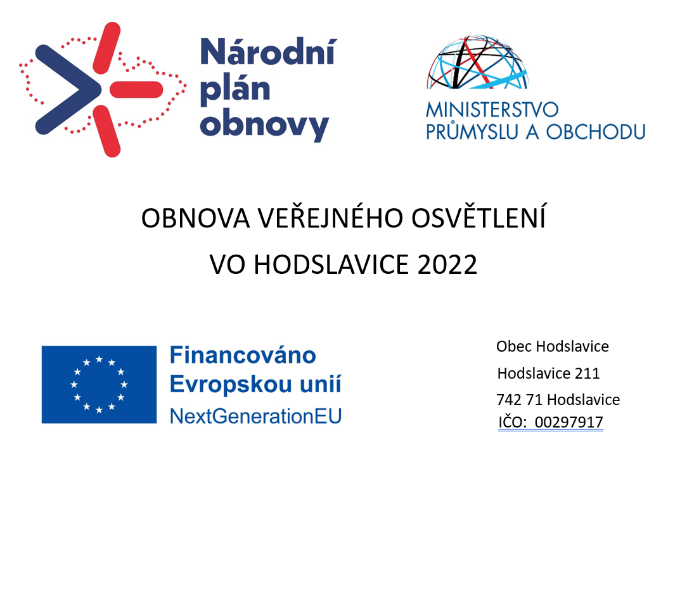 Národní
plán
obnovy
MINISTERSTVO
PRŮMYSLU A OBCHODU
OBNOVA VEŘEJNÉHO OSVĚTLENÍ
VO HODSLAVICE 2022
Financováno
Evropskou unií
NextGenerationEU
Obec Hodslavice
Hodslavice 211
742 71 Hodslavice
IČO:  00297917